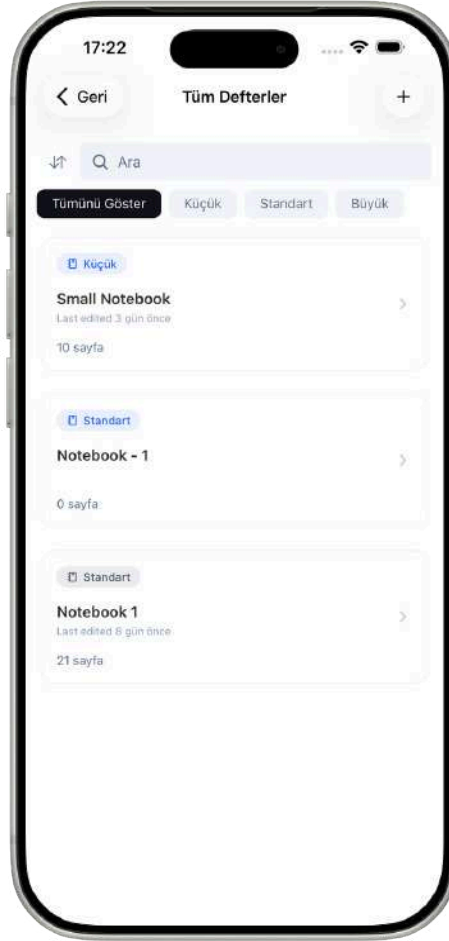 17:22
Geri
Tüm Defterler
+
Ara
Tümünü Göster
Küçük
Standart
Büyük
Küçük
Small Notebook
Last edited 3 gün önce
10 sayfa
Standart
Notebook - 1
0 sayfa
Standart
Notebook 1
Last edited 8 gün önce
21 sayfa